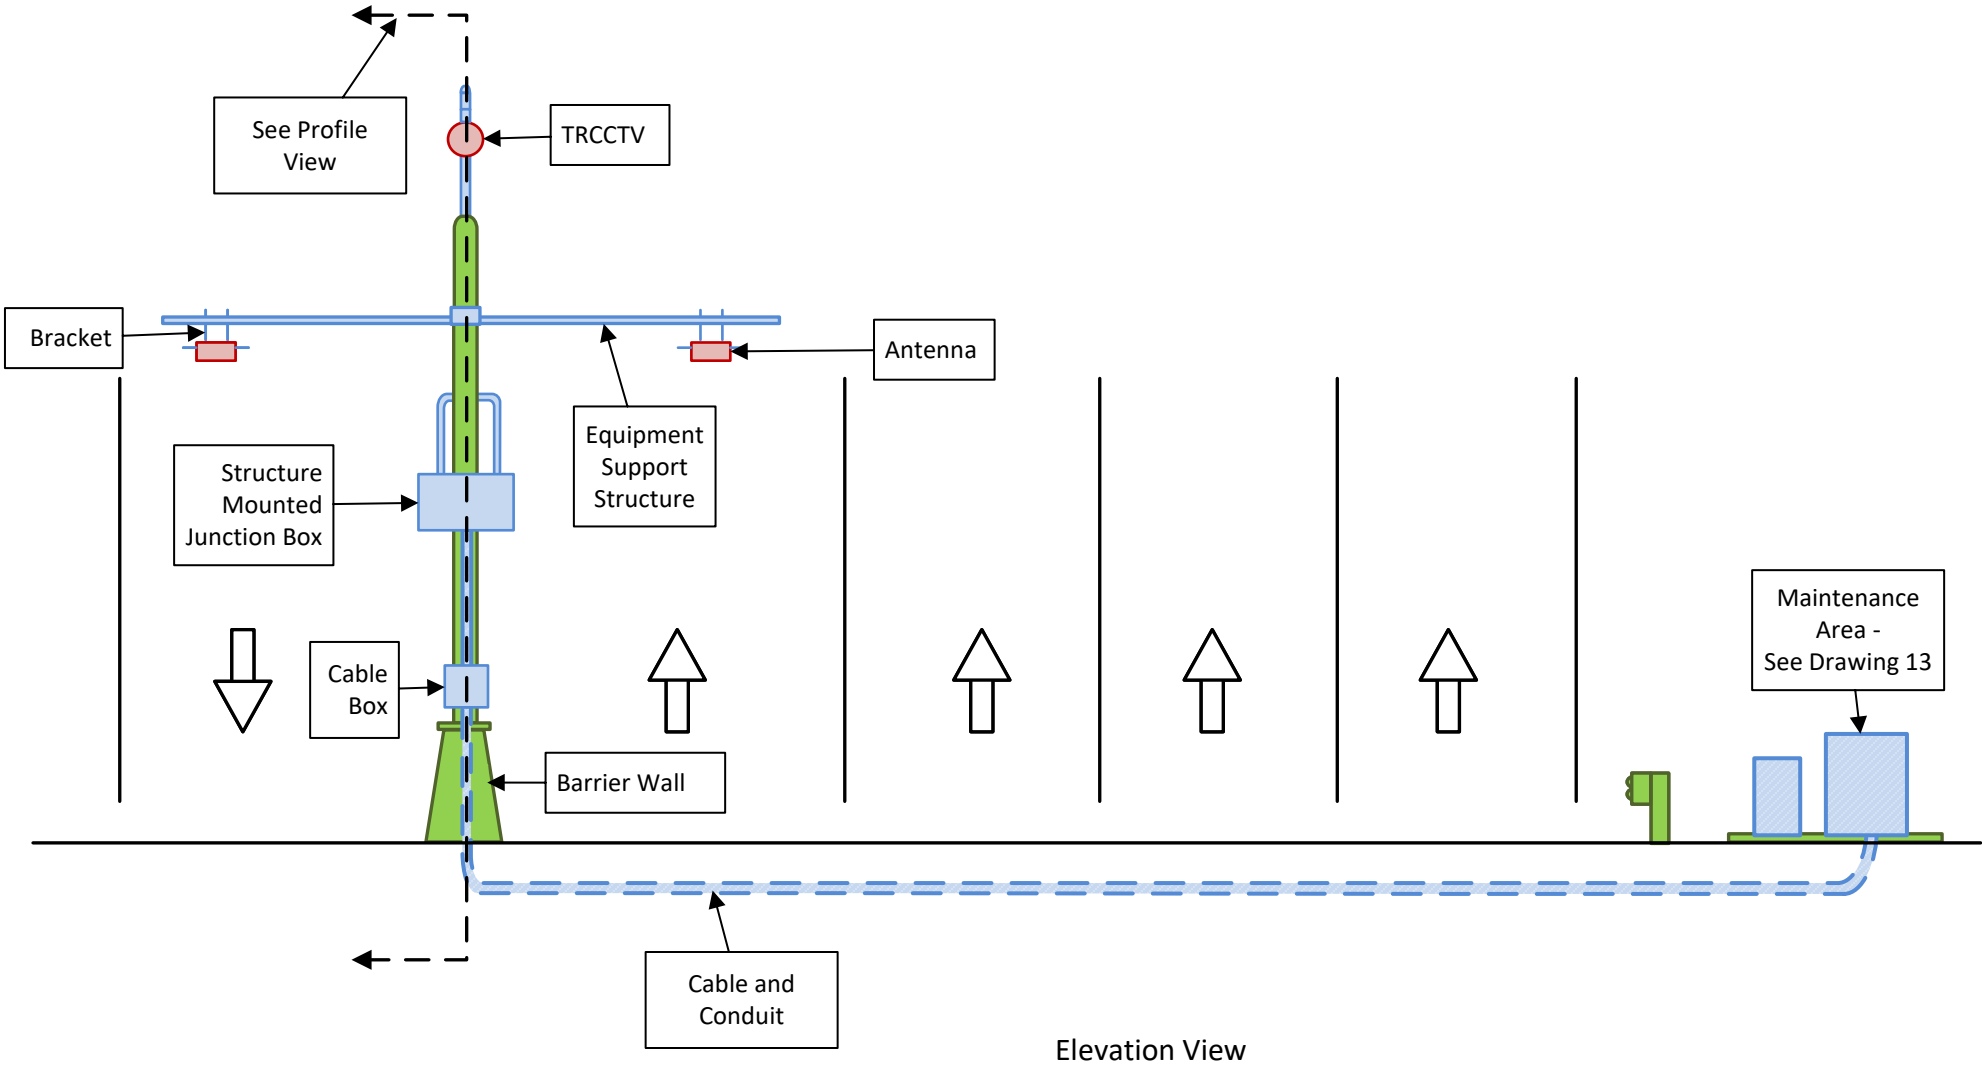 See Profile
View
TRCCTV
Bracket
Antenna
Equipment
Support
Structure
Structure
Mounted
Junction Box
Maintenance
Area -
See Drawing 13
Cable
Box
Barrier Wall
Cable and
Conduit
Elevation View